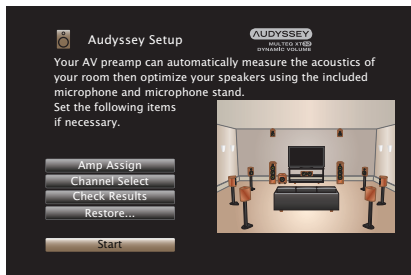 Audyssey Setup
AUDYSSEY
MULTEQ XT32
DYNAMIC VOLUME
Your AV preamp can automatically measure the acoustics of
your room then optimize your speakers using the included
microphone and microphone stand.
Set the following items
if necessary.
Amp Assign
Channel Select
Check Results
Restore...
Start